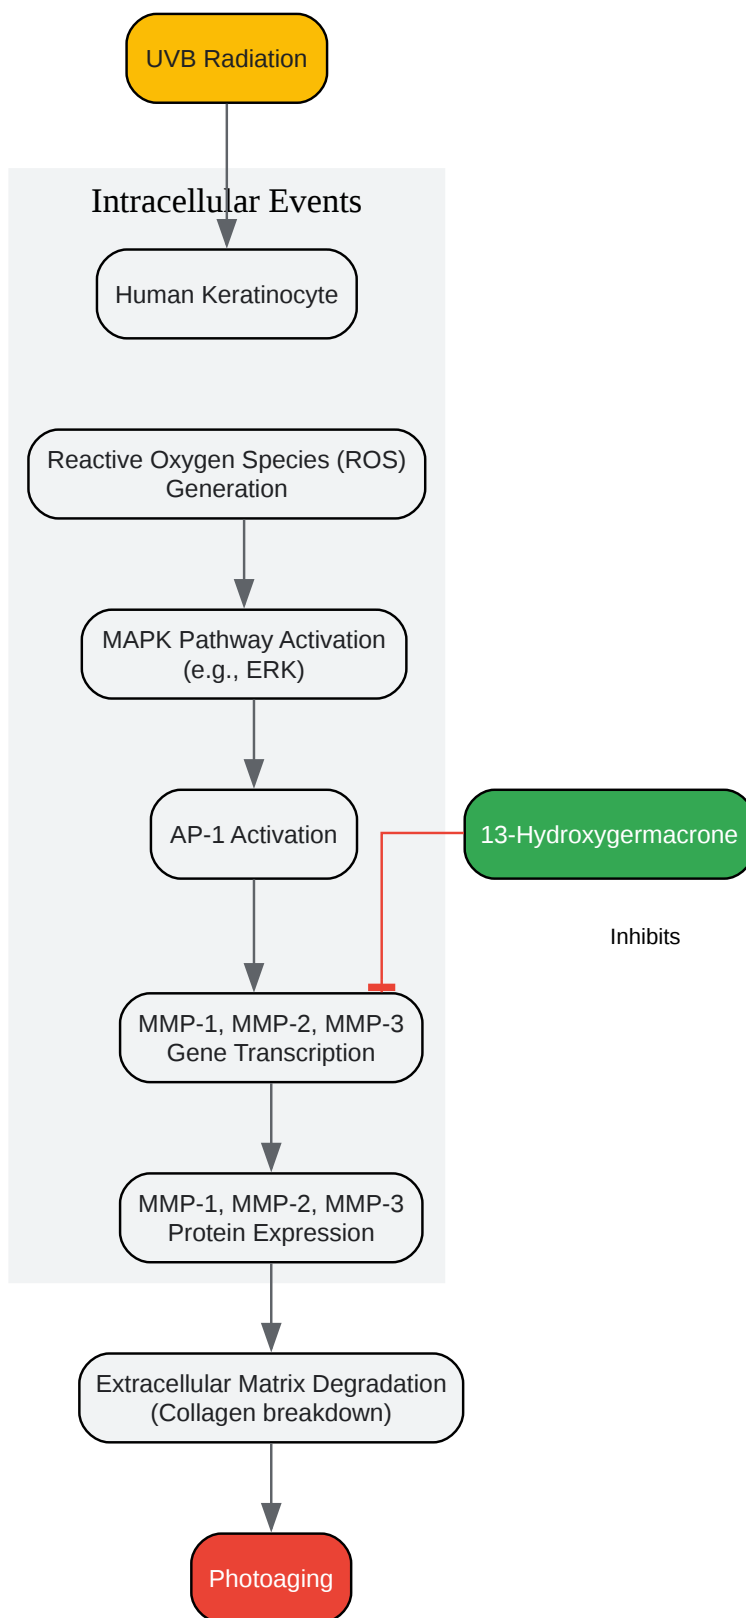 UVB Radiation
Intracellular Events
Human Keratinocyte
Reactive Oxygen Species (ROS)
Generation
MAPK Pathway Activation
(e.g., ERK)
AP-1 Activation
13-Hydroxygermacrone
Inhibits
MMP-1, MMP-2, MMP-3
Gene Transcription
MMP-1, MMP-2, MMP-3
Protein Expression
Extracellular Matrix Degradation
(Collagen breakdown)
Photoaging